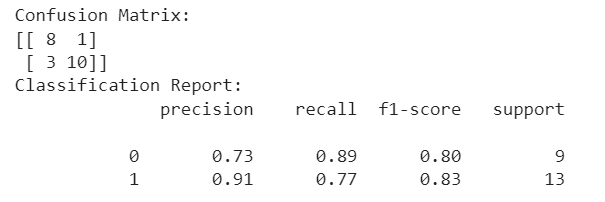 Confusion Matrix:
[[ 8 1]
[ 3 10]]
Classification Report:
precision recall f1-score support
0 0.73 0.89 0.80 9
1 0.91 0.77 0.83 13